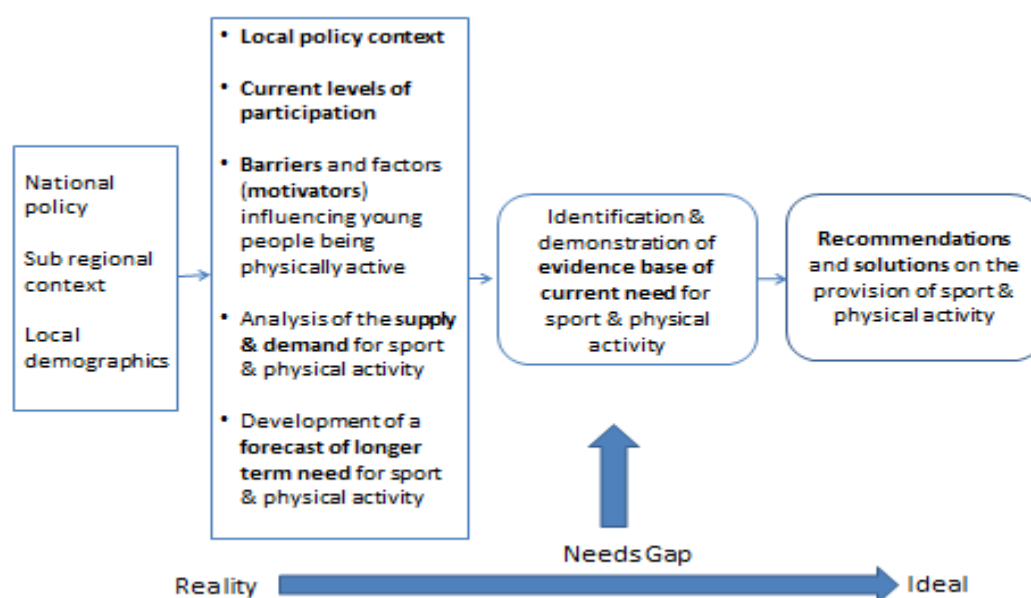 National
policy
Sub regional
context
Local
demographics
• Local policy context
• Current levels of
participation
• Barriers and factors
(motivators)
influencing young
people being
physically active
• Analysis of the supply
& demand for sport
& physical activity
• Development of a
forecast of longer
term need for sport
& physical activity
Identification &
demonstration of
evidence base of
current need for
sport & physical
activity
Recommendations
and solutions on the
provision of sport &
physical activity
Needs Gap
Reality
Ideal